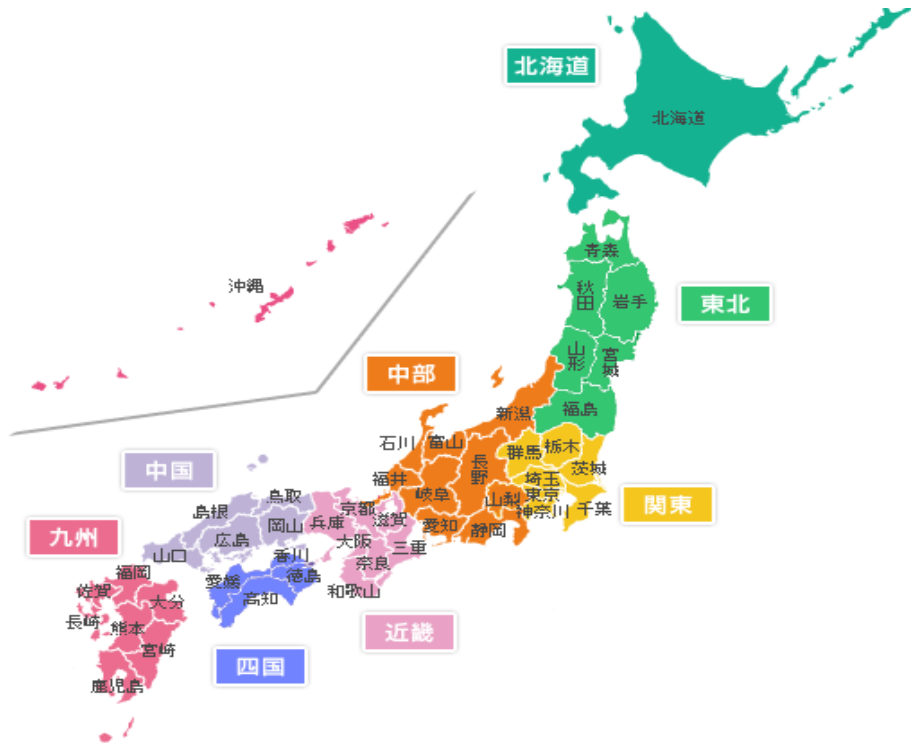 北海道
北海道
青森
秋田
岩手
東北
沖縄
山形
宮城
中部
福島
新潟
石川
富山
群馬
栃木
長野
茨城
中国
福井
埼玉
岐阜
山梨
東京
関東
島根
鳥取
京都
滋賀
神奈川
千葉
九州
広島
岡山
兵庫
愛知
静岡
大阪
三重
山口
香川
奈良
福岡
愛媛
徳島
佐賀
高知
和歌山
大分
長崎
熊本
近畿
宮崎
四国
鹿児島